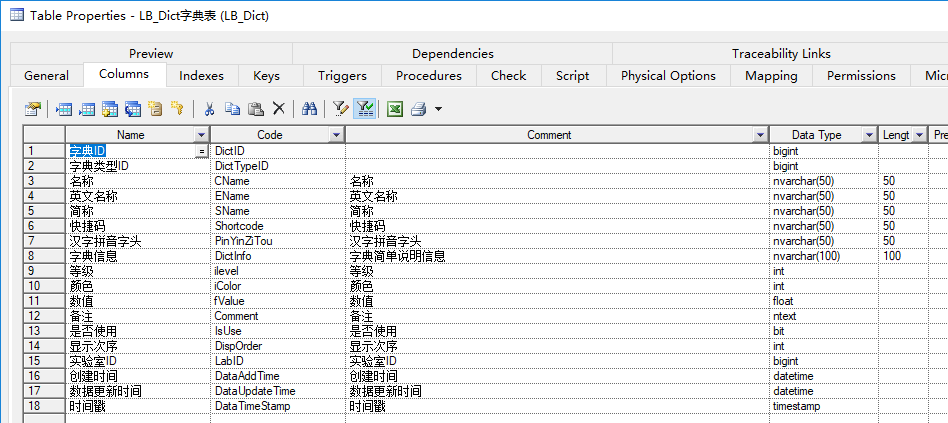 Table Properties - LB_Dict字典表 (LB_Dict)
Preview Dependencies Traceability Links
General Columns Indexes Keys Triggers Procedures Check Script Physical Options Mapping Permissions Micr
Name Code Comment Data Type Lengt Pre
1 字典ID = DictID bigint
2 字典类型ID DictTypeID bigint
3 名称 CName 名称 nvarchar(50) 50
4 英文名称 EName 英文名称 nvarchar(50) 50
5 简称 SName 简称 nvarchar(50) 50
6 快捷码 Shortcode 快捷码 nvarchar(50) 50
7 汉字拼音字头 PinYinZiTou 汉字拼音字头 nvarchar(50) 50
8 字典信息 DictInfo 字典简单说明信息 nvarchar(100) 100
9 等级 ilevel 等级 int
10 颜色 iColor 颜色 int
11 数值 fValue 数值 float
12 备注 Comment 备注 ntext
13 是否使用 IsUse 是否使用 bit
14 显示次序 DispOrder 显示次序 int
15 实验室ID LabID 实验室ID bigint
16 创建时间 DataAddTime 创建时间 datetime
17 数据更新时间 DataUpdateTime 数据更新时间 datetime
18 时间戳 DataTimeStamp 时间戳 timestamp